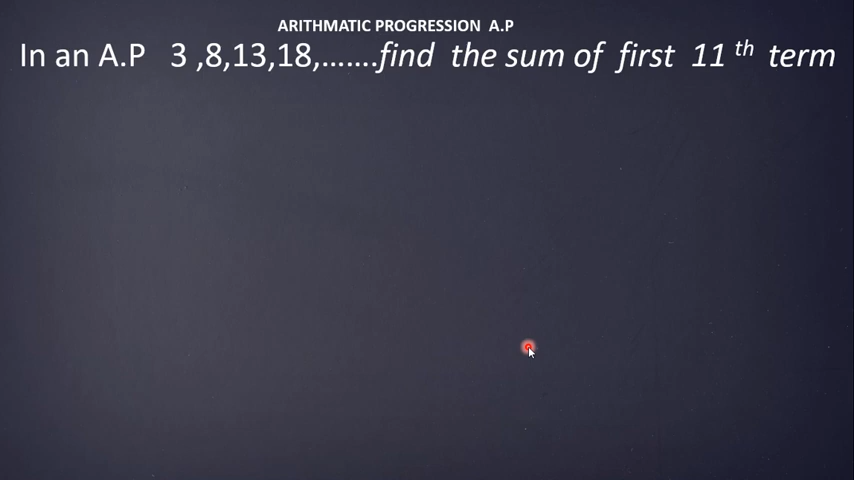 ARITHMATIC PROGRESSION A.P
In an A.P 3 ,8,13,18,.......find the sum of first 11 th term